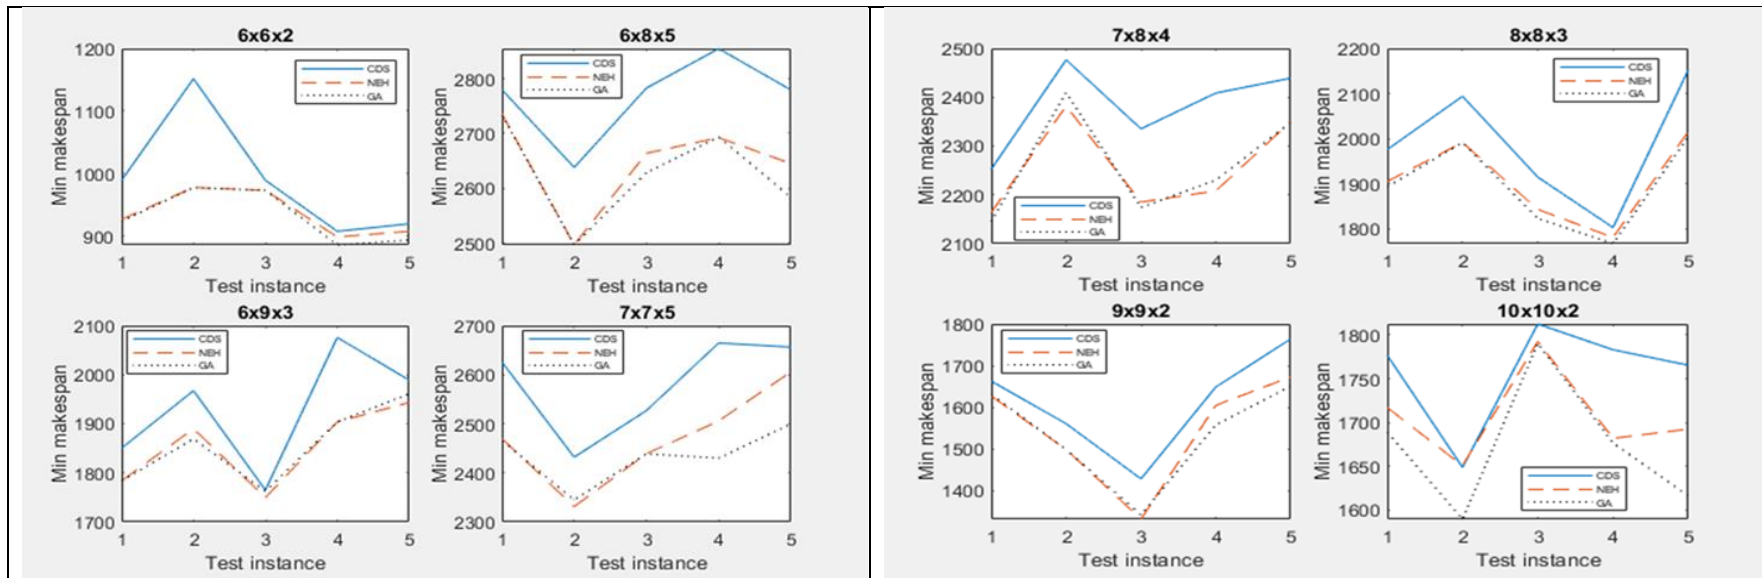 6x6x2
1200
1100
1000
900
Min makespan
CDS
NEH
GA
1 2 3 4 5
Test instance
6x8x5
2800
2700
2600
2500
Min makespan
CDS
NEH
GA
1 2 3 4 5
Test instance
6x9x3
2100
2000
1900
1800
1700
Min makespan
CDS
NEH
GA
1 2 3 4 5
Test instance
7x7x5
2700
2600
2500
2400
2300
Min makespan
CDS
NEH
GA
1 2 3 4 5
Test instance
7x8x4
2500
2400
2300
2200
2100
Min makespan
CDS
NEH
GA
1 2 3 4 5
Test instance
8x8x3
2200
2100
2000
1900
1800
Min makespan
CDS
NEH
GA
1 2 3 4 5
Test instance
9x9x2
1800
1700
1600
1500
1400
Min makespan
CDS
NEH
GA
1 2 3 4 5
Test instance
10x10x2
1800
1750
1700
1650
1600
Min makespan
CDS
NEH
GA
1 2 3 4 5
Test instance